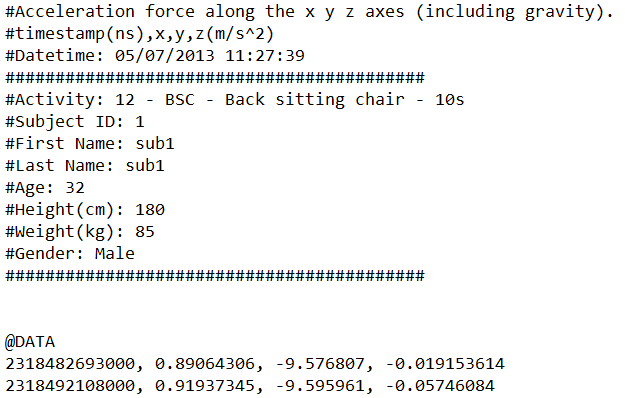 #Acceleration force along the x y z axes (including gravity).
#timestamp(ns),x,y,z(m/s^2)
#Datetime: 05/07/2013 11:27:39
##########################################
#Activity: 12 - BSC - Back sitting chair - 10s
#Subject ID: 1
#First Name: sub1
#Last Name: sub1
#Age: 32
#Height(cm): 180
#Weight(kg): 85
#Gender: Male
##########################################
@DATA
2318482693000, 0.89064306, -9.576807, -0.019153614
2318492108000, 0.91937345, -9.595961, -0.05746084